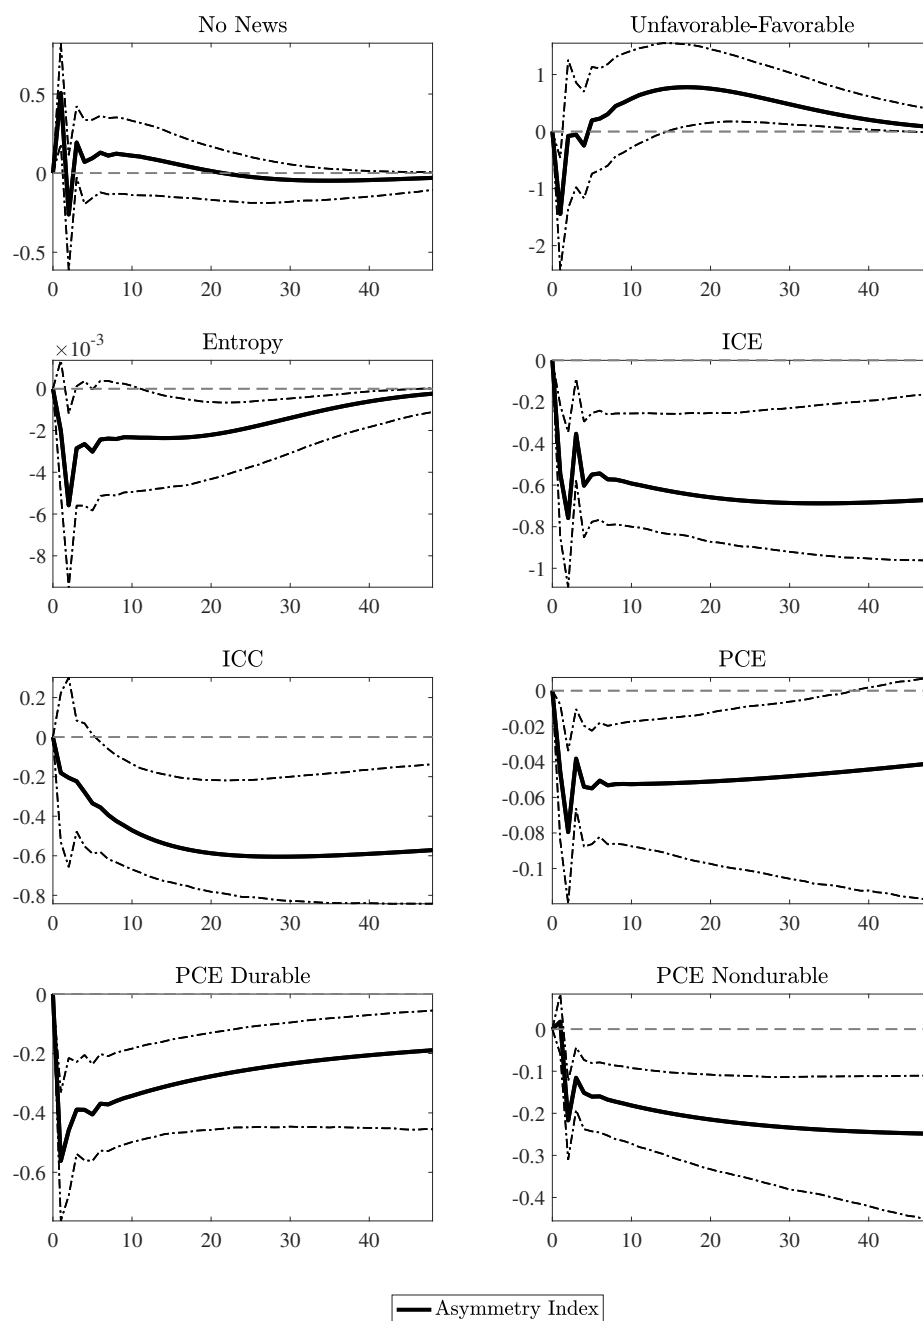 No News
0.5
0
-0.5
0 10 20 30 40
Unfavorable-Favorable
1
0
-1
-2
0 10 20 30 40
Entropy
×10-3
0
-2
-4
-6
-8
0 10 20 30 40
ICE
0
-0.2
-0.4
-0.6
-0.8
-1
0 10 20 30 40
ICC
0.2
0
-0.2
-0.4
-0.6
-0.8
0 10 20 30 40
PCE
0
-0.02
-0.04
-0.06
-0.08
-0.1
0 10 20 30 40
PCE Durable
0
-0.2
-0.4
-0.6
0 10 20 30 40
PCE Nondurable
0
-0.1
-0.2
-0.3
-0.4
0 10 20 30 40
Asymmetry Index